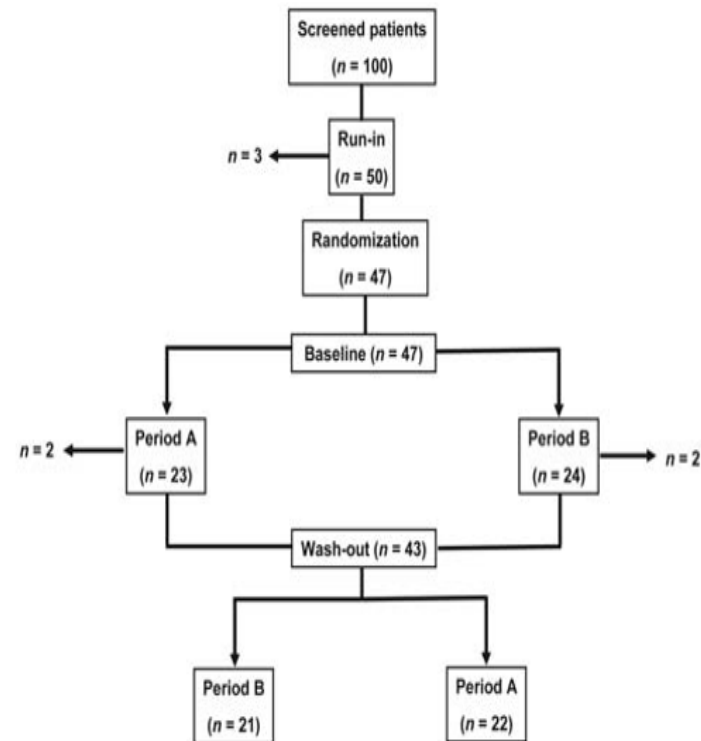 Screened patients
(n = 100)
Run-in
n = 3
(n = 50)
Randomization
(n = 47)
Baseline (n = 47)
Period A
n = 2
(n = 23)
Period B
(n = 24)
n = 2
Wash-out (n = 43)
Period B
(n = 21)
Period A
(n = 22)